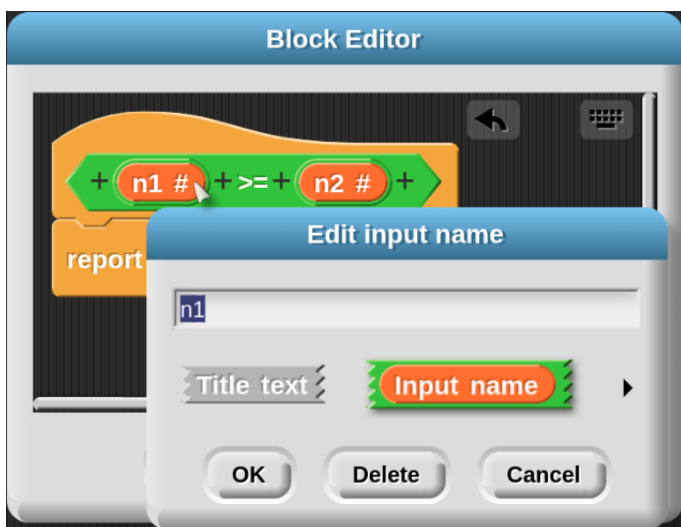 Block Editor
+ n1 # + >= + n2 # +
report
Edit input name
n1
Title text Input name
OK Delete Cancel